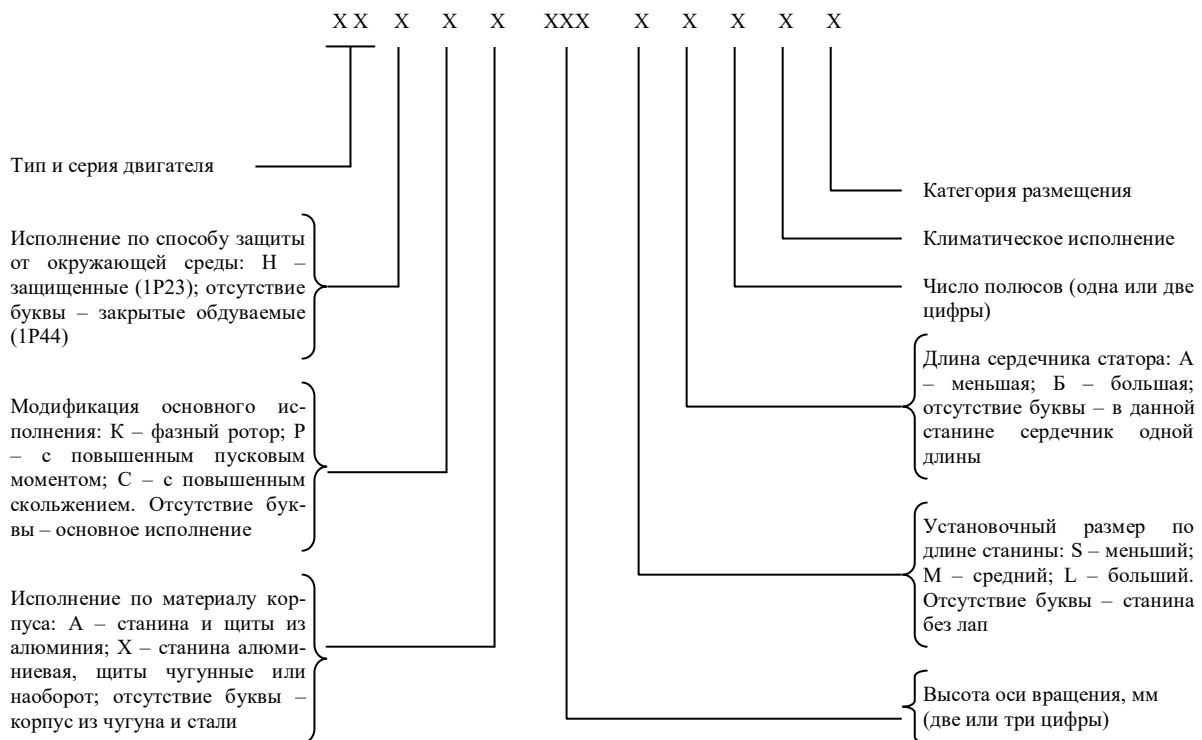 X X X X X XXX X X X X X
Тип и серия двигателя
Исполнение по способу защиты
от окружающей среды: Н –
защищенные (1Р23); отсутствие
буквы – закрытые обдуваемые
(1Р44)
Модификация основного ис-
полнения: К – фазный ротор; Р
– с повышенным пусковым
моментом; С – с повышенным
скольжением. Отсутствие бук-
вы – основное исполнение
Исполнение по материалу кор-
пуса: А – станина и щиты из
алюминия; Х – станина алюми-
ниевая, щиты чугунные или
наоборот; отсутствие буквы –
корпус из чугуна и стали
Категория размещения
Климатическое исполнение
Число полюсов (одна или две
цифры)
Длина сердечника статора: А
– меньшая; Б – большая;
отсутствие буквы – в данной
станине сердечник одной
длины
Установочный размер по
длине станины: S – меньший;
М – средний; L – больший.
Отсутствие буквы – станина
без лап
Высота оси вращения, мм
(две или три цифры)